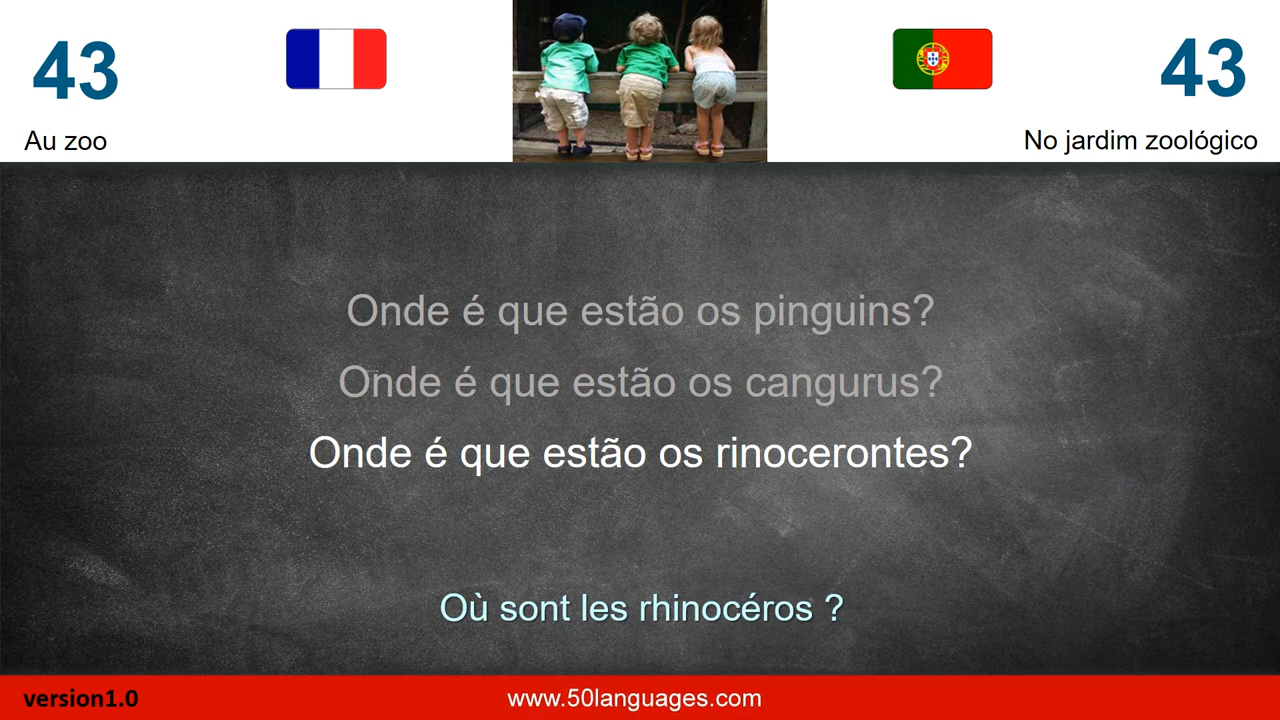 43
43
Au zoo
No jardim zoológico
Onde é que estão os pinguins?
Onde é que estão os cangurus?
Onde é que estão os rinocerontes?
Où sont les rhinocéros ?
version1.0
www.50languages.com